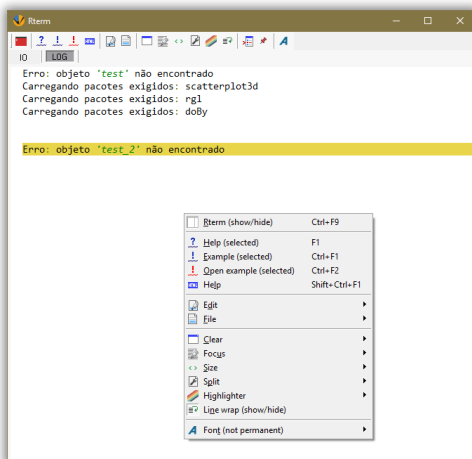 Rterm
IO LOG
Erro: objeto 'test' não encontrado
Carregando pacotes exigidos: scatterplot3d
Carregando pacotes exigidos: rgl
Carregando pacotes exigidos: doBy
Erro: objeto 'test_2' não encontrado
Rterm (show/hide) Ctrl+F9
Help (selected) F1
Example (selected) Ctrl+F1
Open example (selected) Ctrl+F2
Help Shift+Ctrl+F1
Edit
File
Clear
Focus
Size
Split
Highlighter
Line wrap (show/hide)
Font (not permanent)